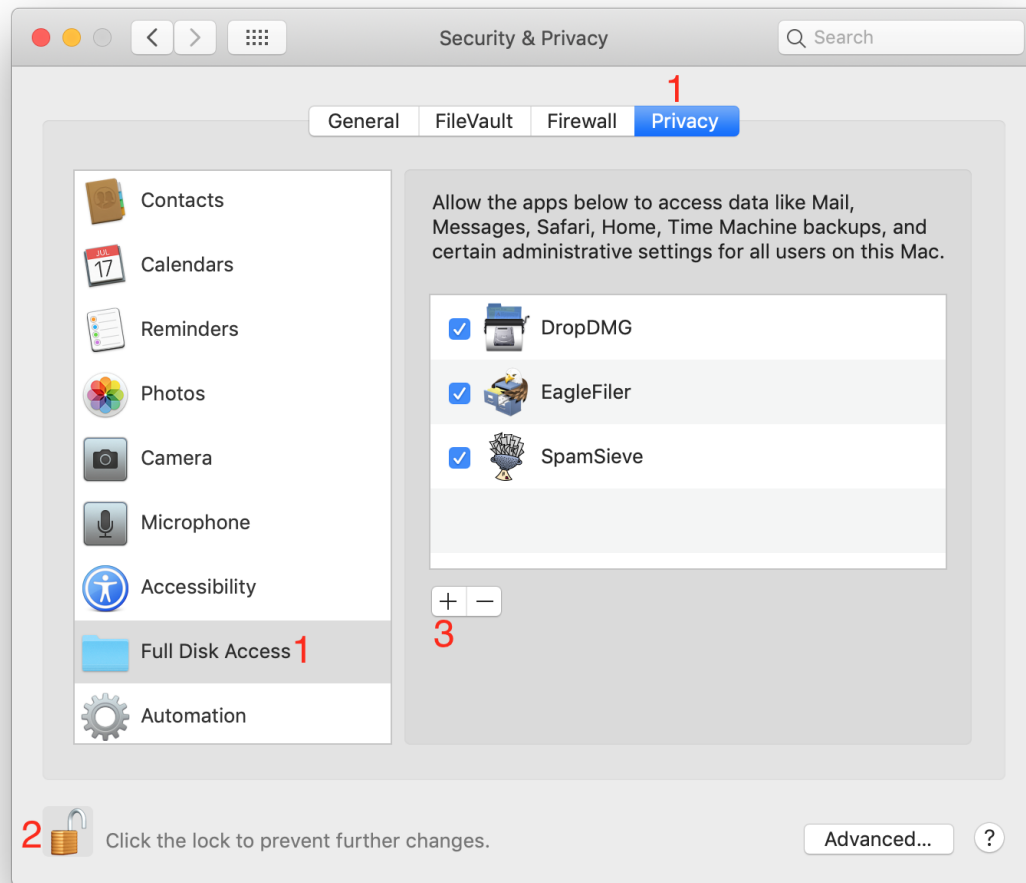 Security & Privacy
Search
1
General
FileVault
Firewall
Privacy
Contacts
JUL
17
Calendars
Reminders
Photos
Camera
Microphone
Accessibility
Full Disk Access 1
Automation
Allow the apps below to access data like Mail,
Messages, Safari, Home, Time Machine backups, and
certain administrative settings for all users on this Mac.
DropDMG
EagleFiler
SpamSieve
+
−
3
2
Click the lock to prevent further changes.
Advanced...
?